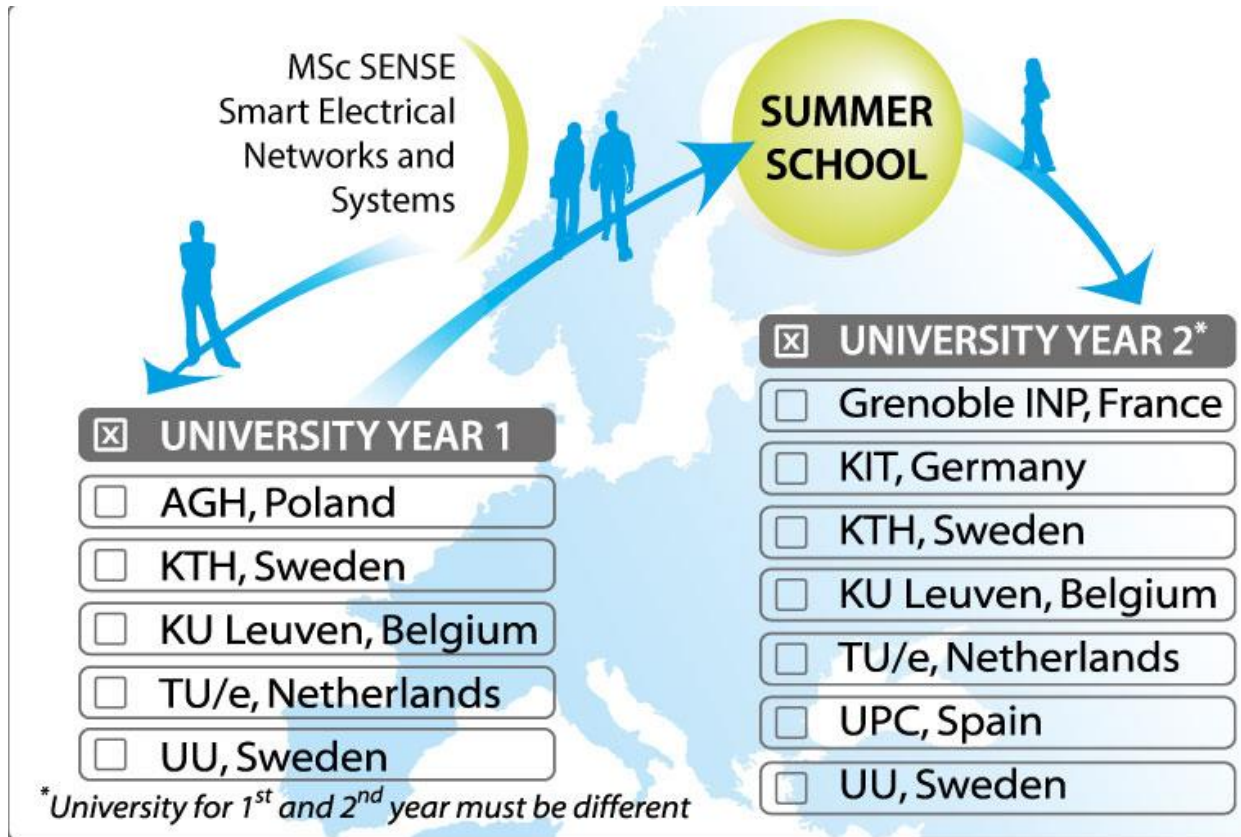 MSc SENSE
Smart Electrical
Networks and
Systems
SUMMER
SCHOOL
UNIVERSITY YEAR 1
AGH, Poland
KTH, Sweden
KU Leuven, Belgium
TU/e, Netherlands
UU, Sweden
*University for 1st and 2nd year must be different
UNIVERSITY YEAR 2*
Grenoble INP, France
KIT, Germany
KTH, Sweden
KU Leuven, Belgium
TU/e, Netherlands
UPC, Spain
UU, Sweden